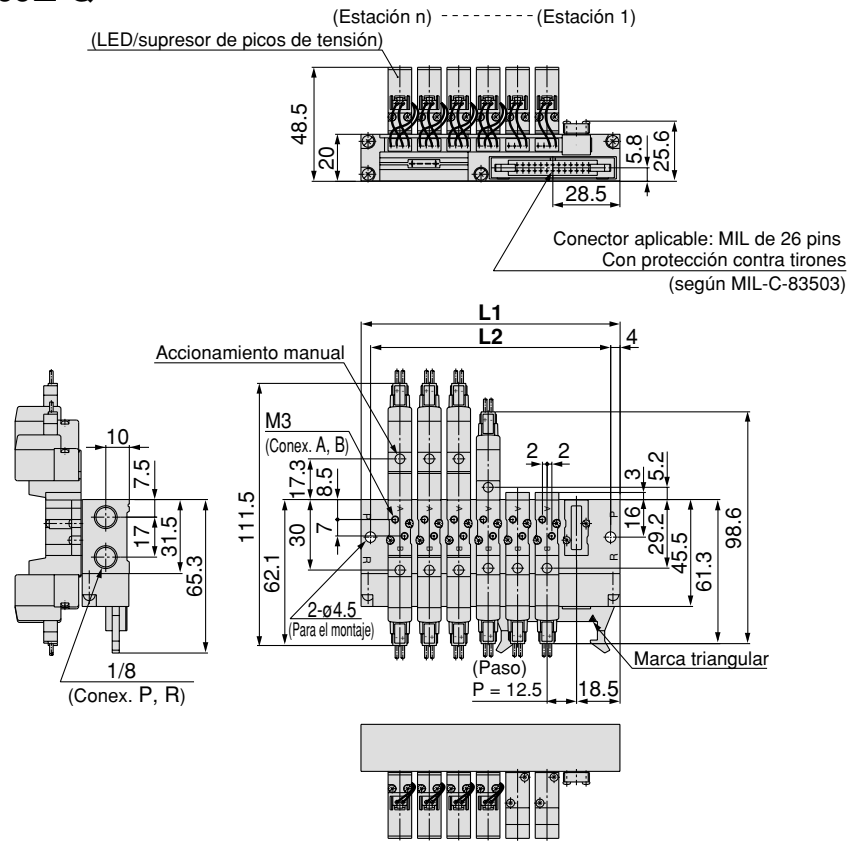 (Estación n) (Estación 1)
(LED/supresor de picos de tensión)
48.5
20
5.8
25.6
28.5
Conector aplicable: MIL de 26 pins
Con protección contra tirones
(según MIL-C-83503)
L1
L2
4
Accionamiento manual
M3
(Conex. A, B)
10
7.5
17
31.5
65.3
1/8
(Conex. P, R)
111.5
62.1
17.3
8.5
30
7
2-ø4.5
(Para el montaje)
2 2
3
5.2
16
29.2
45.5
61.3
98.6
A A A A A A
B B B B B B
P
R
R
(Paso)
P = 12.5
18.5
Marca triangular